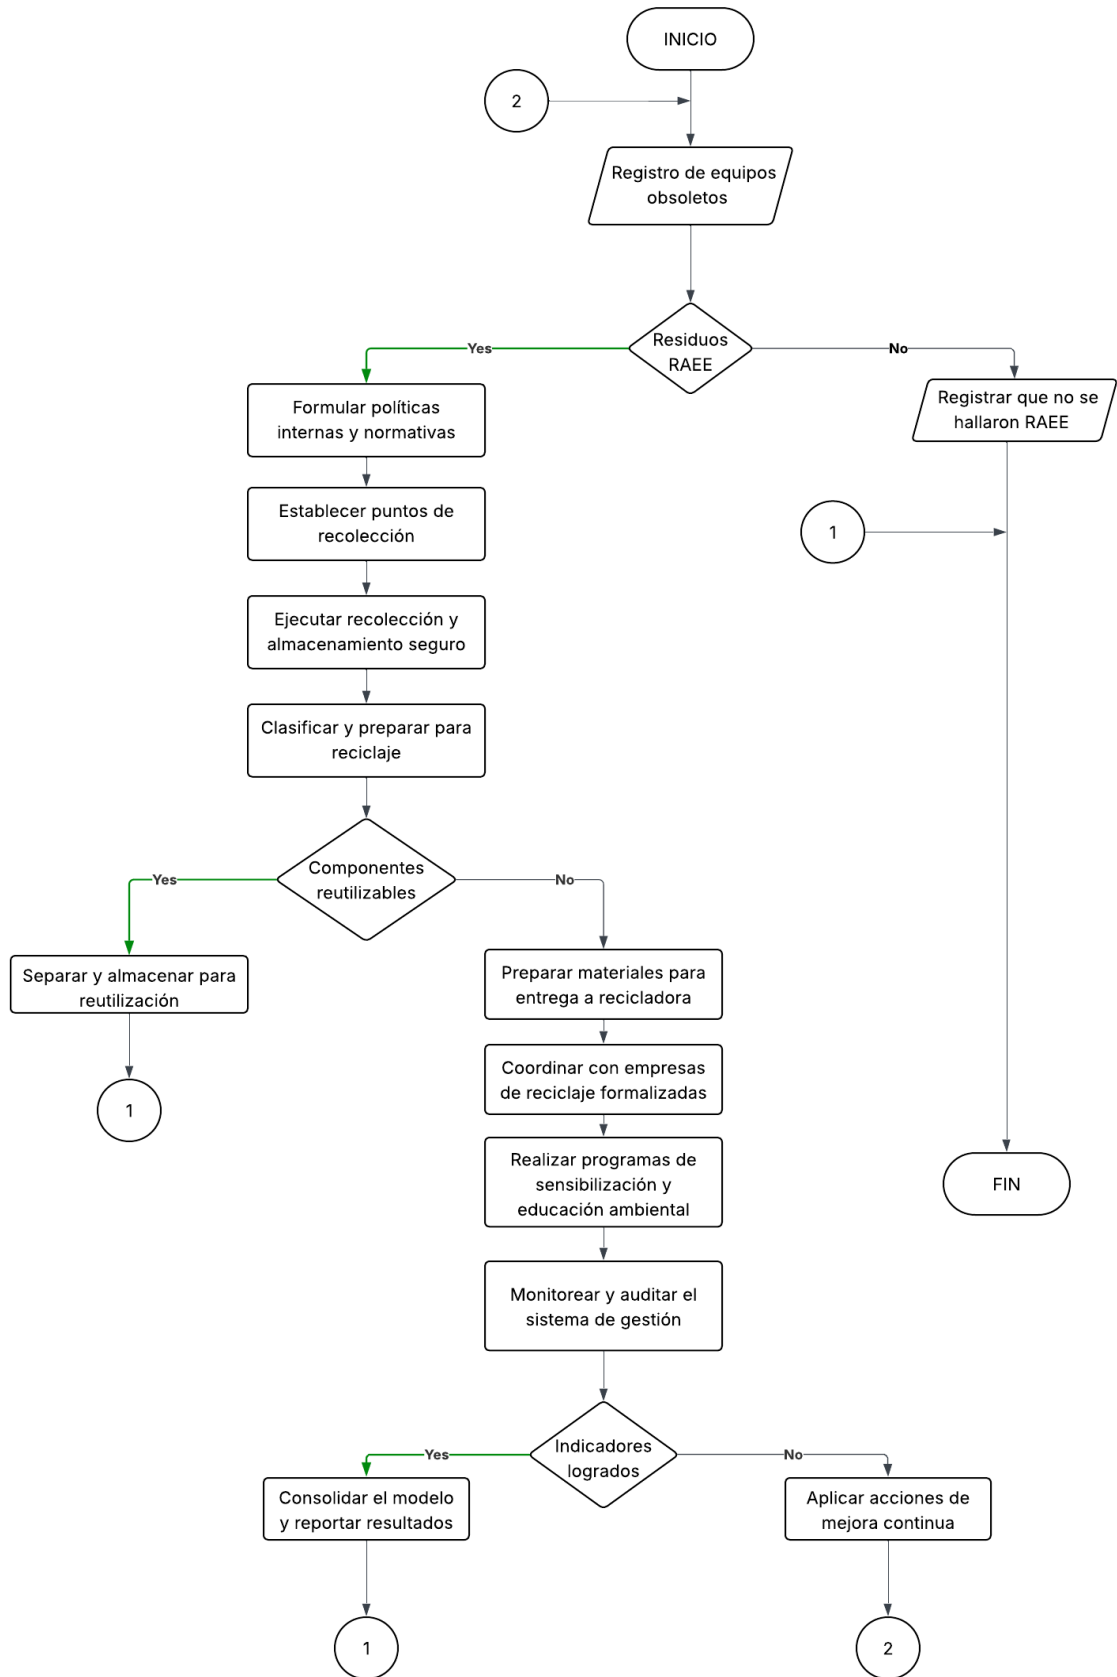 INICIO
2
Registro de equipos
obsoletos
Residuos
RAEE
Yes
No
Formular políticas
internas y normativas
Registrar que no se
hallaron RAEE
Establecer puntos de
recolección
1
Ejecutar recolección y
almacenamiento seguro
Clasificar y preparar para
reciclaje
Componentes
reutilizables
Yes
No
Separar y almacenar para
reutilización
Preparar materiales para
entrega a recicladora
Coordinar con empresas
de reciclaje formalizadas
1
Realizar programas de
sensibilización y
educación ambiental
FIN
Monitorear y auditar el
sistema de gestión
Indicadores
logrados
Yes
No
Consolidar el modelo
y reportar resultados
Aplicar acciones de
mejora continua
1
2